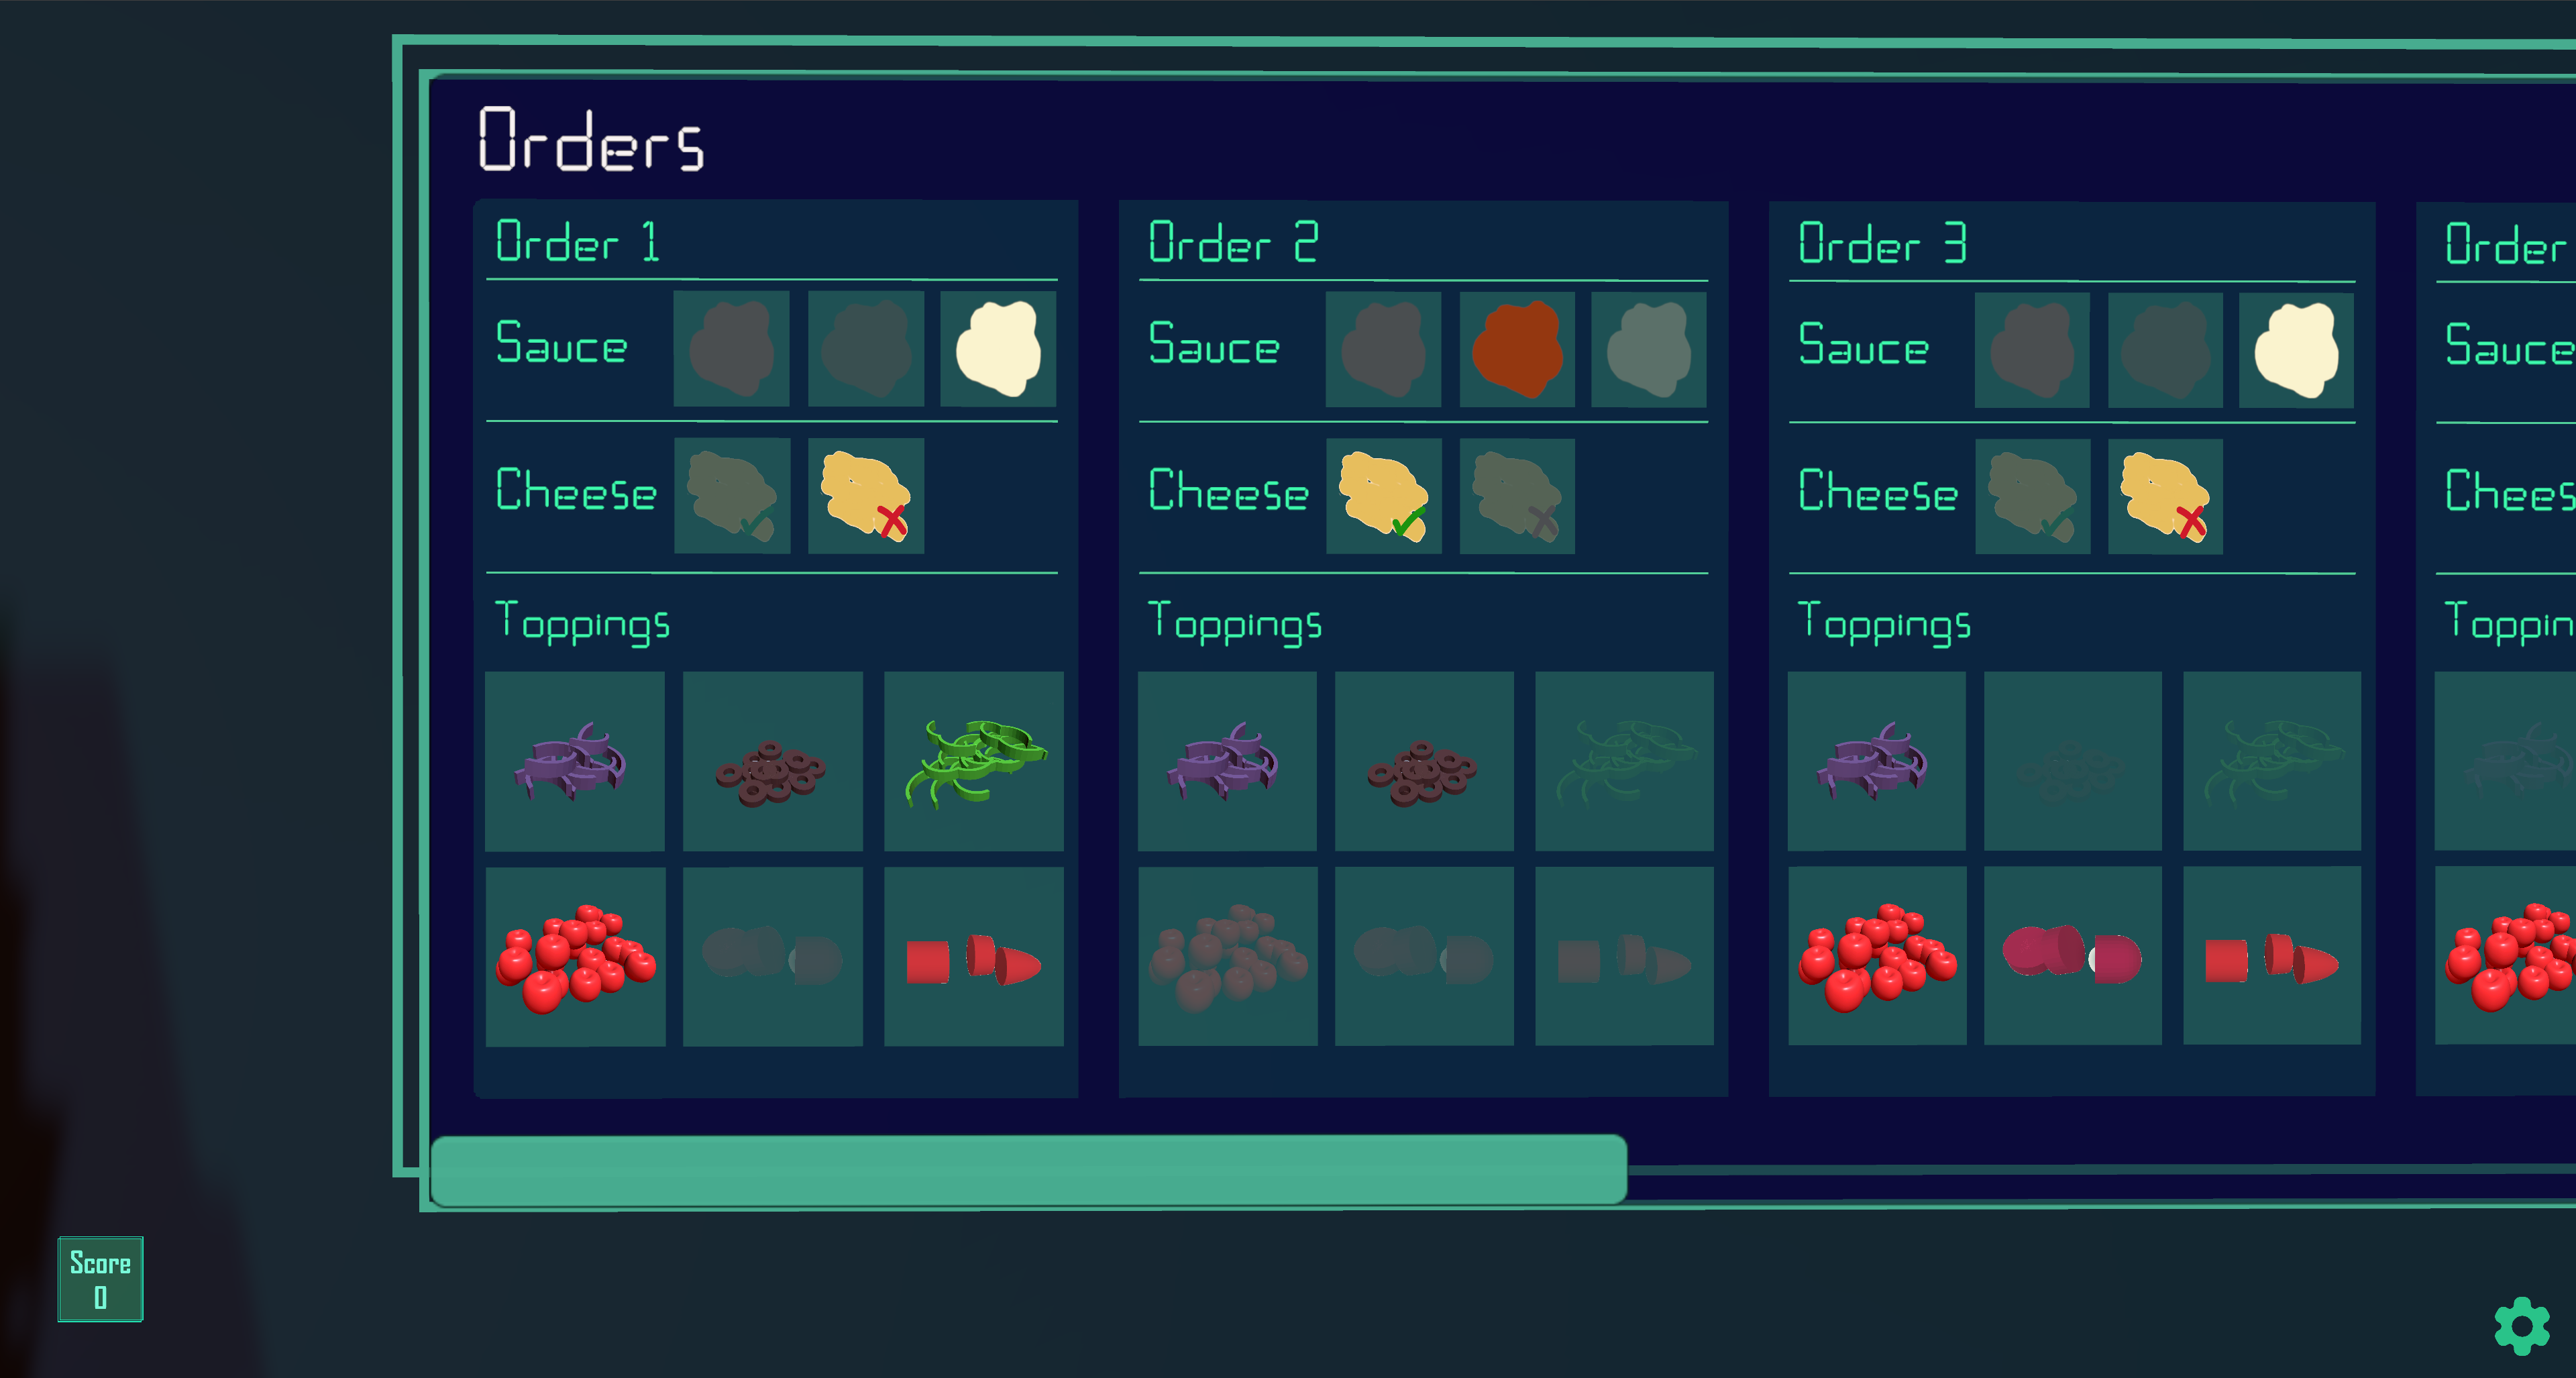 Orders
Order 1
Sauce
Cheese
Toppings
Order 2
Sauce
Cheese
Toppings
Order 3
Sauce
Cheese
Toppings
Order
Sauce
Chees
Toppin
Score
0